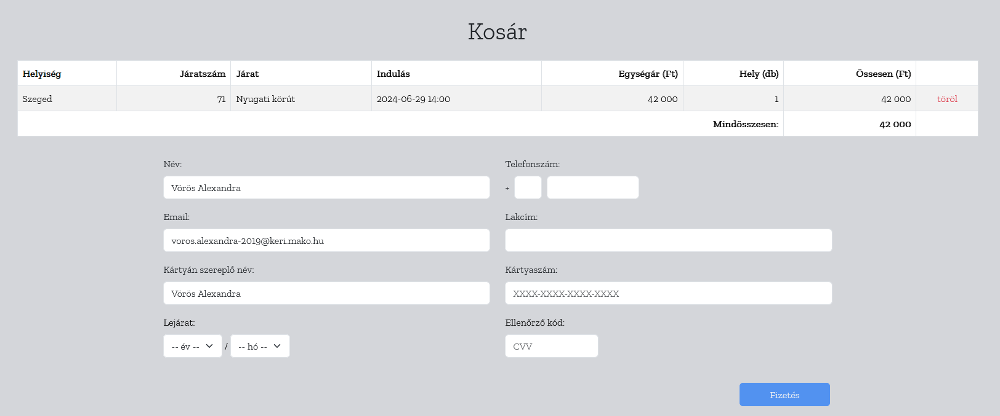 Kosár
Helyiség Járatszám Járat Indulás Egységár (Ft) Hely (db) Össesen (Ft)
Szeged 71 Nyugati körút 2024-06-29 14:00 42 000 1 42 000 töröl
Mindösszesen: 42 000
Név: Telefonszám:
Vörös Alexandra +
Email: Lakcím:
voros.alexandra-2019@keri.mako.hu
Kártyán szereplő név: Kártyaszám:
Vörös Alexandra XXXX-XXXX-XXXX-XXXX
Lejárat: Ellenőrző kód:
-- év -- / -- hó -- CVV
Fizetés